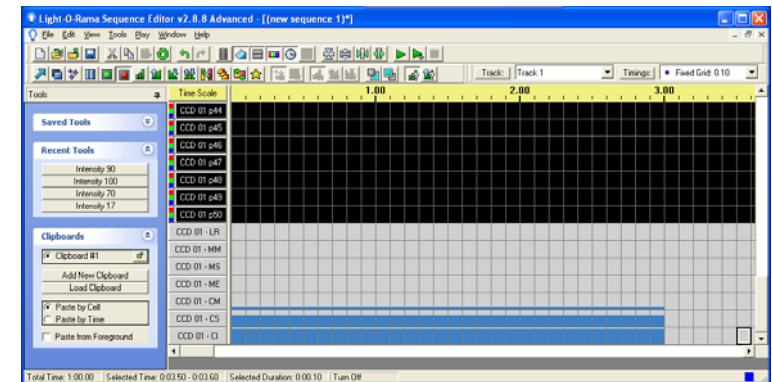 Light-O-Rama Sequence Editor v2.8.8 Advanced - [(new sequence 1)*]
File Edit View Tools Play Window Help
Track: Track 1 Timings: Fixed Grid: 0.10
Tools
Time Scale 1.00 2.00 3.00
Saved Tools
Recent Tools
Intensity 90
Intensity 100
Intensity 70
Intensity 17
Clipboards
Clipboard #1
Add New Clipboard
Load Clipboard
Paste by Cell
Paste by Time
Paste from Foreground
CCD 01 p44
CCD 01 p45
CCD 01 p46
CCD 01 p47
CCD 01 p48
CCD 01 p49
CCD 01 p50
CCD 01 - LR
CCD 01 - MM
CCD 01 - MS
CCD 01 - ME
CCD 01 - CM
CCD 01 - CS
CCD 01 - CI
Total Time: 1:00.00 Selected Time: 0:03.50 - 0:03.60 Selected Duration: 0:00.10 Turn Off